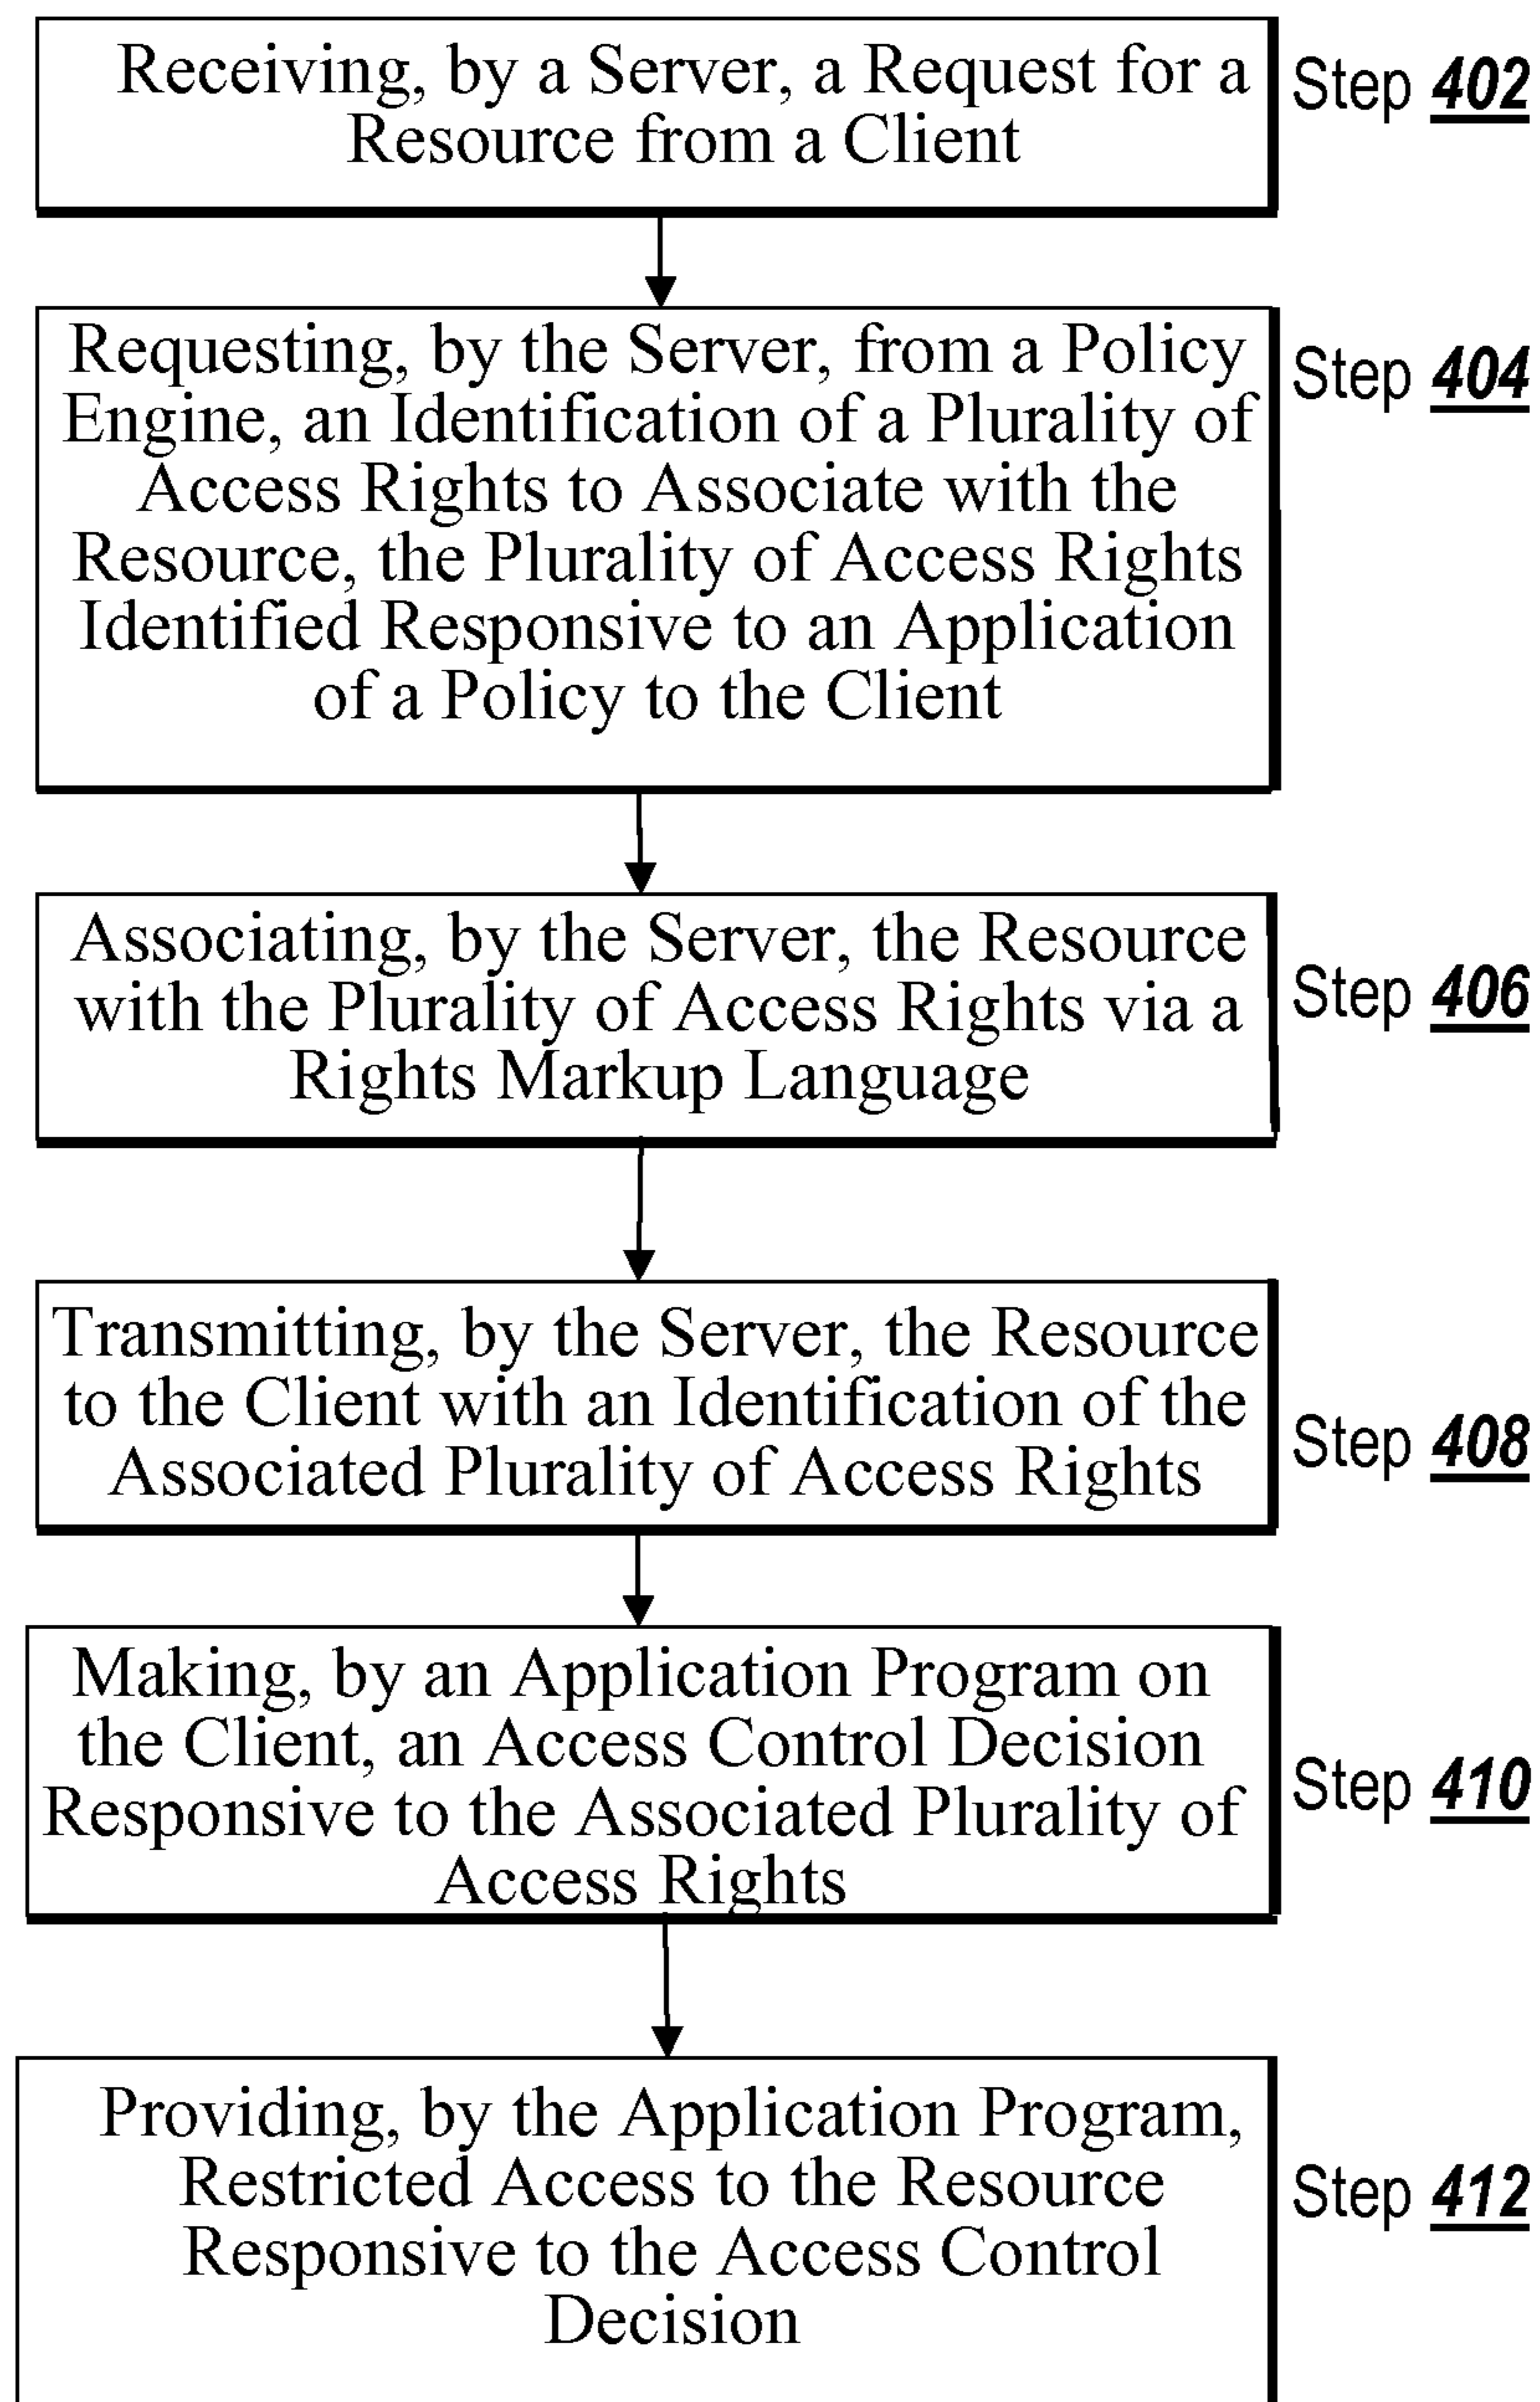 Receiving, by a Server, a Request for a
Resource from a Client
Step 402
Requesting, by the Server, from a Policy
Engine, an Identification of a Plurality of
Access Rights to Associate with the
Resource, the Plurality of Access Rights
Identified Responsive to an Application
of a Policy to the Client
Step 404
Associating, by the Server, the Resource
with the Plurality of Access Rights via a
Rights Markup Language
Step 406
Transmitting, by the Server, the Resource
to the Client with an Identification of the
Associated Plurality of Access Rights
Step 408
Making, by an Application Program on
the Client, an Access Control Decision
Responsive to the Associated Plurality of
Access Rights
Step 410
Providing, by the Application Program,
Restricted Access to the Resource
Responsive to the Access Control
Decision
Step 412